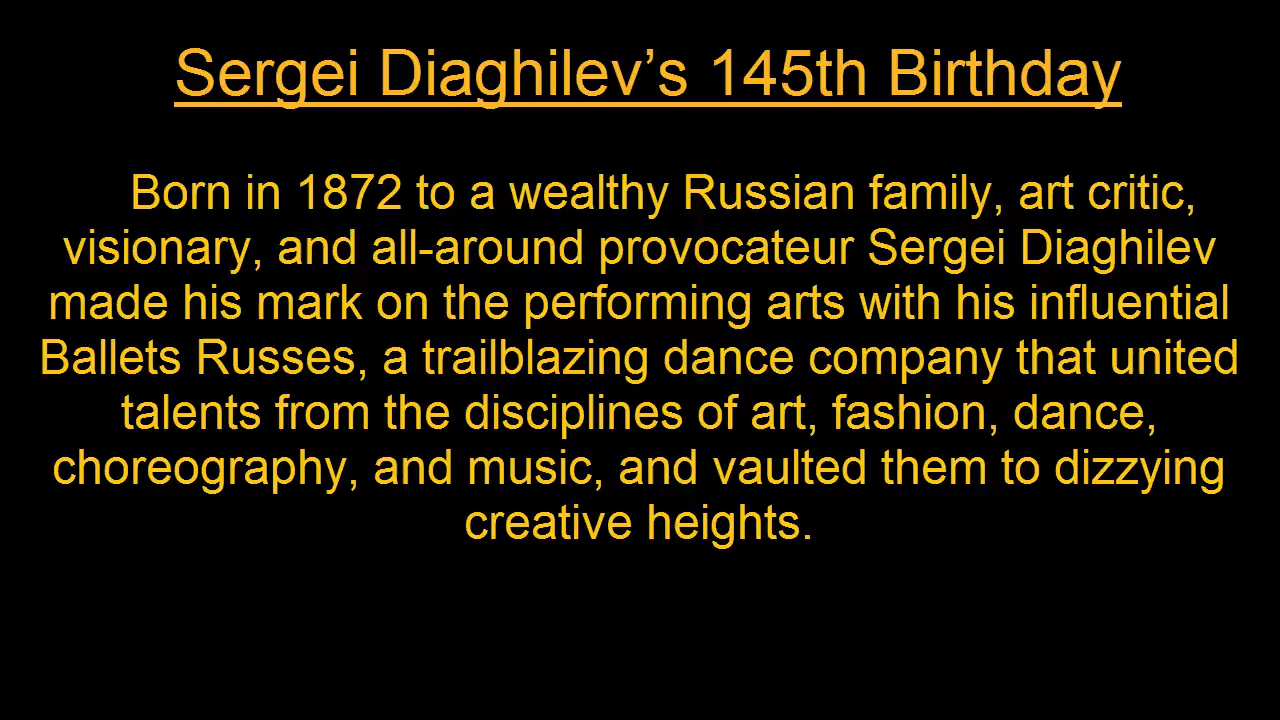 Sergei Diaghilev’s 145th Birthday
Born in 1872 to a wealthy Russian family, art critic,
visionary, and all-around provocateur Sergei Diaghilev
made his mark on the performing arts with his influential
Ballets Russes, a trailblazing dance company that united
talents from the disciplines of art, fashion, dance,
choreography, and music, and vaulted them to dizzying
creative heights.